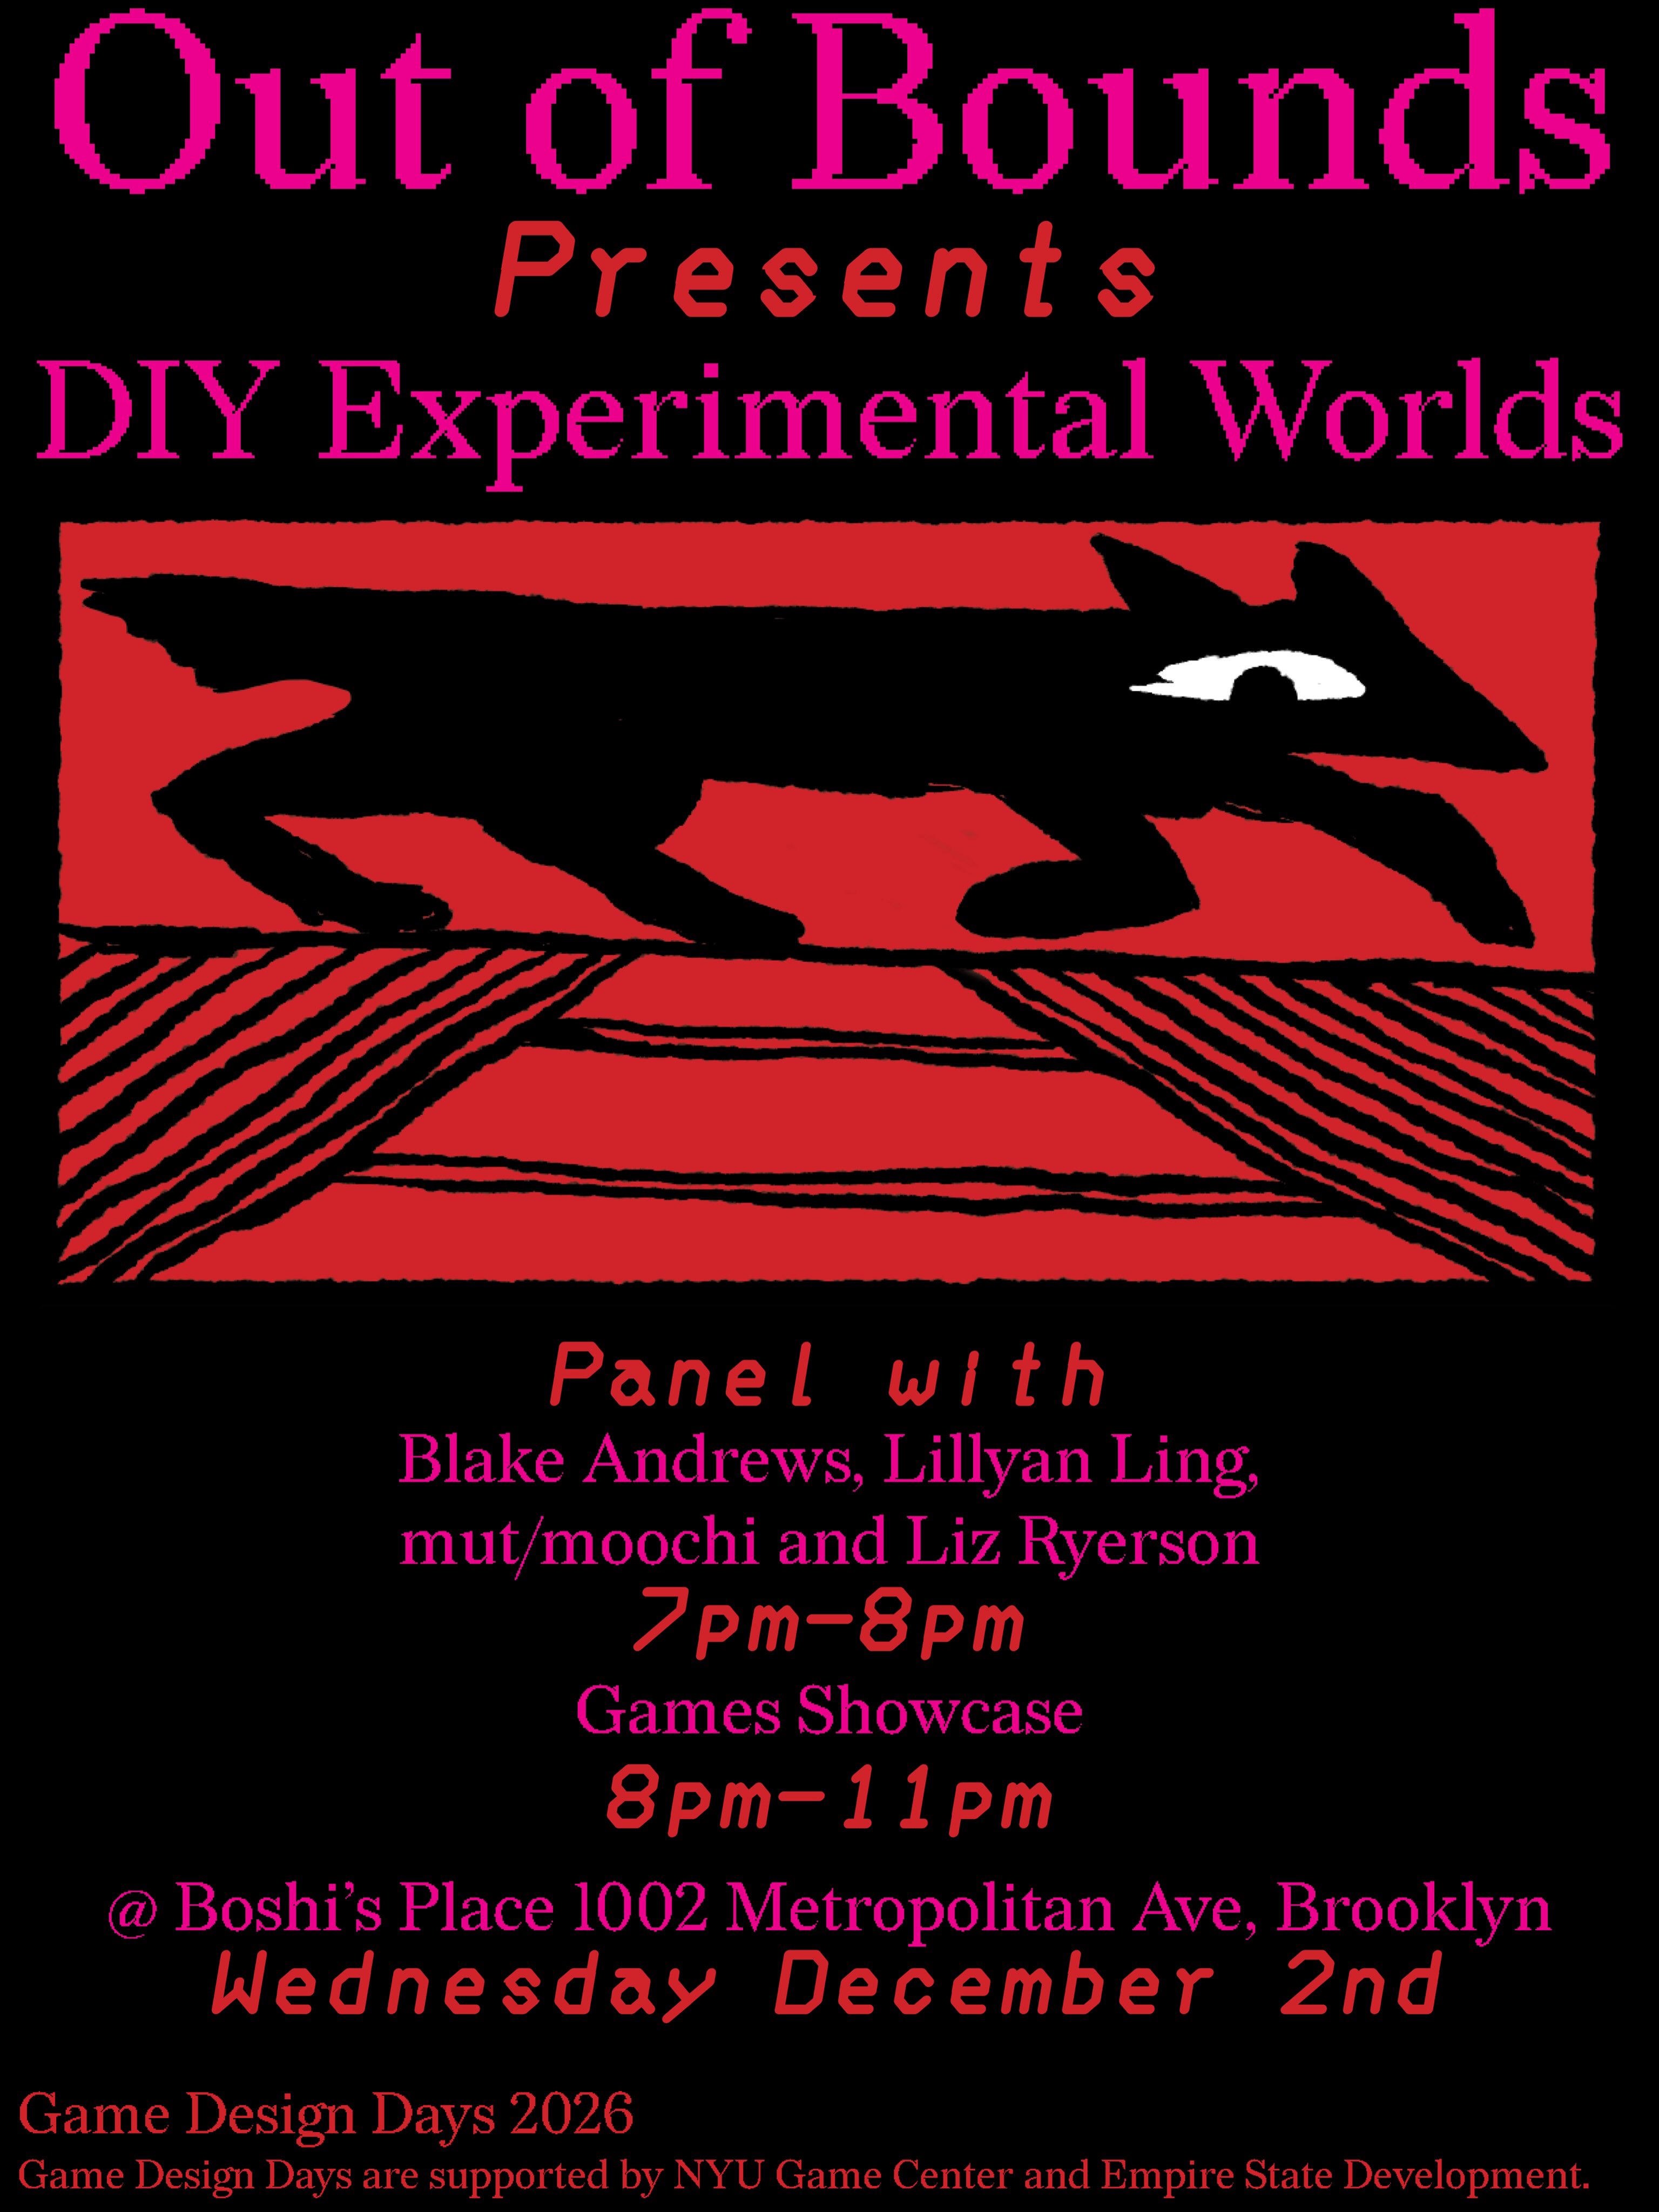 Out of Bounds
Presents
DIY Experimental Worlds
Panel with
Blake Andrews, Lillyan Ling,
mut/moochi and Liz Ryerson
7pm-8pm
Games Showcase
8pm-11pm
@ Boshi’s Place 1002 Metropolitan Ave, Brooklyn
Wednesday December 2nd
Game Design Days 2026
Game Design Days are supported by NYU Game Center and Empire State Development.